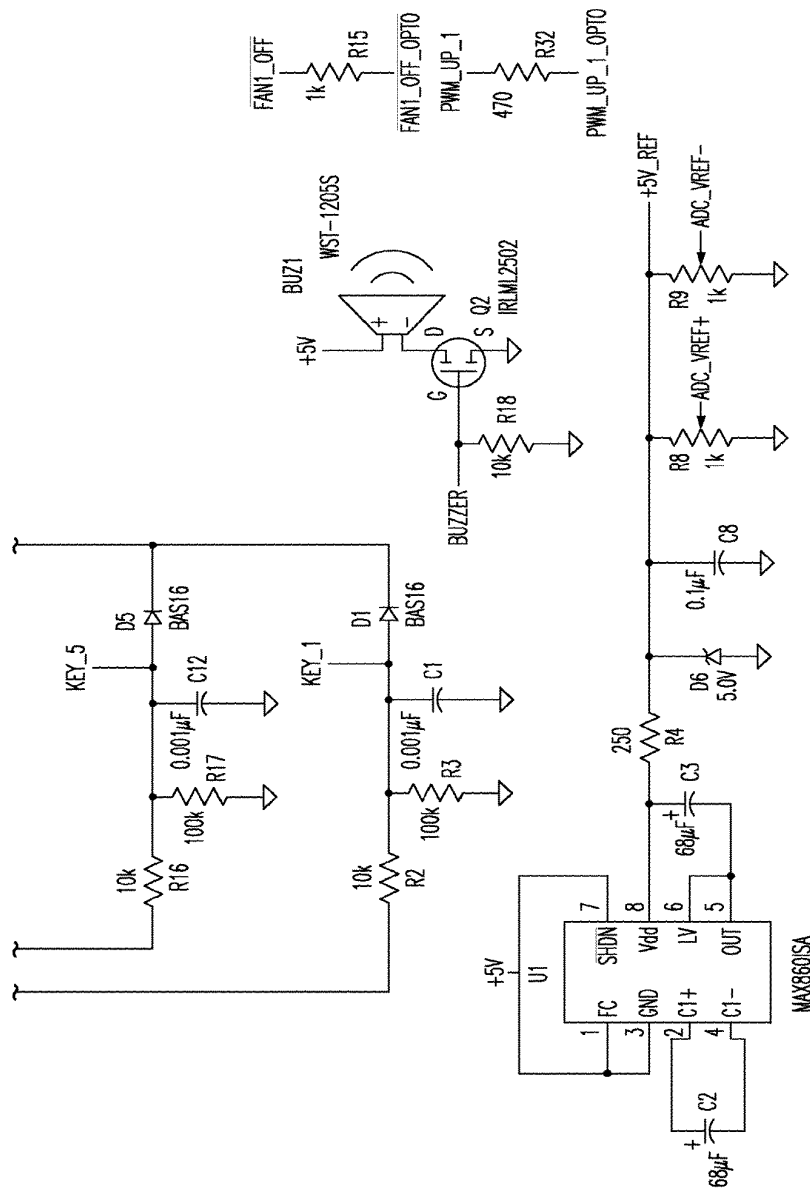 10k
R16
100k
R17
0.001µF
C12
KEY_5
D5
BAS16
10k
R2
100k
R3
0.001µF
C1
KEY_1
D1
BAS16
+5V
BUZ1
WST-1205S
+
-
D
G
S
Q2
IRLML2502
BUZZER
10k
R18
FAN1_OFF
1k
R15
FAN1_OFF_OPTO
PWM_UP_1
470
R32
PWM_UP_1_OPTO
+5V
U1
1
FC
SHDN
7
3
GND
Vdd
8
2
C1+
LV
6
4
C1-
OUT
5
MAX860ISA
+
C2
68µF
+
C3
68µF
250
R4
D6
5.0V
0.1µF
C8
R8
1k
ADC_VREF+
R9
1k
ADC_VREF-
+5V_REF